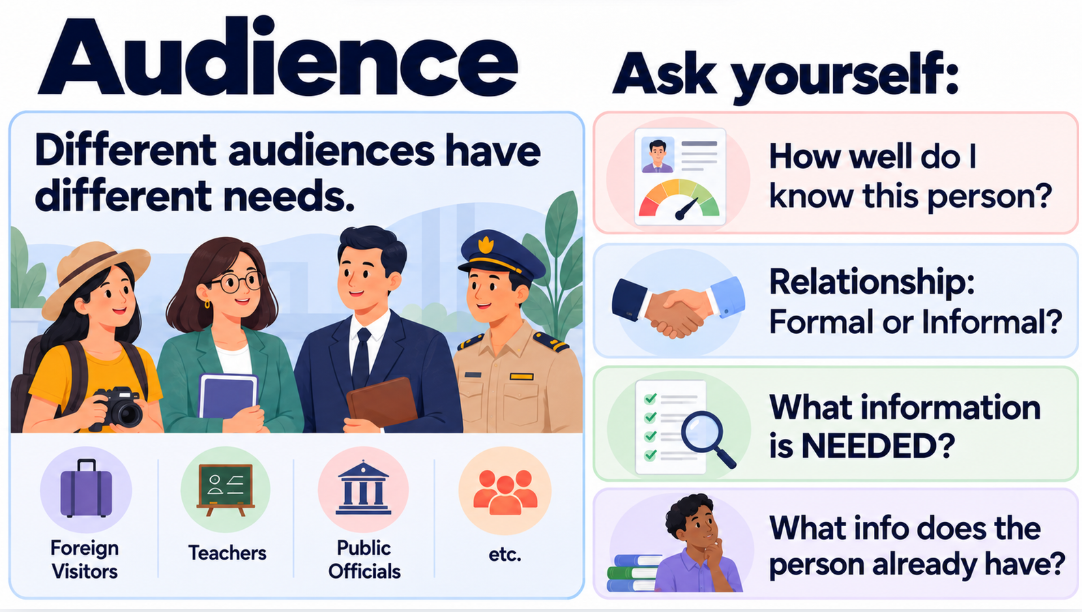 Audience
Different audiences have
different needs.
Foreign
Visitors
Teachers
Public
Officials
etc.
Ask yourself:
How well do I
know this person?
Relationship:
Formal or Informal?
What information
is NEEDED?
What info does the
person already have?